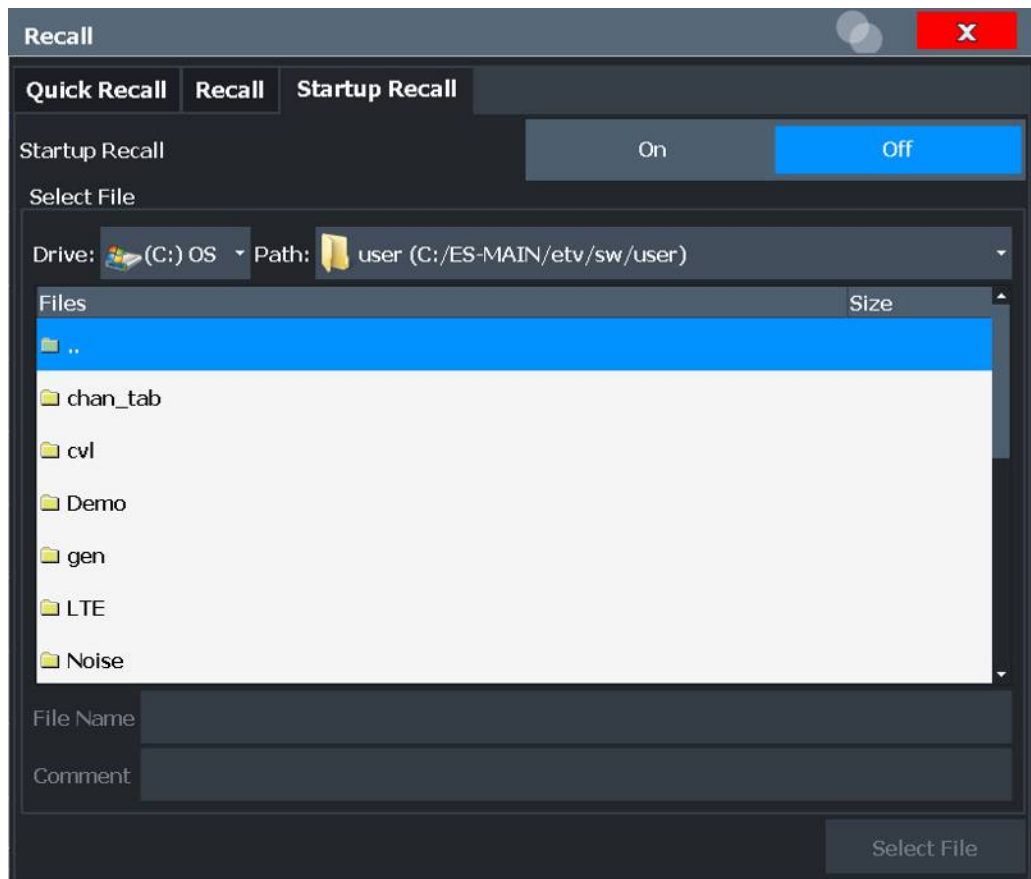 Recall X
Quick Recall Recall Startup Recall
Startup Recall On Off
Select File
Drive: (C:) OS Path: user (C:/ES-MAIN/etv/sw/user)
Files Size
..
chan_tab
cvl
Demo
gen
LTE
Noise
File Name
Comment
Select File